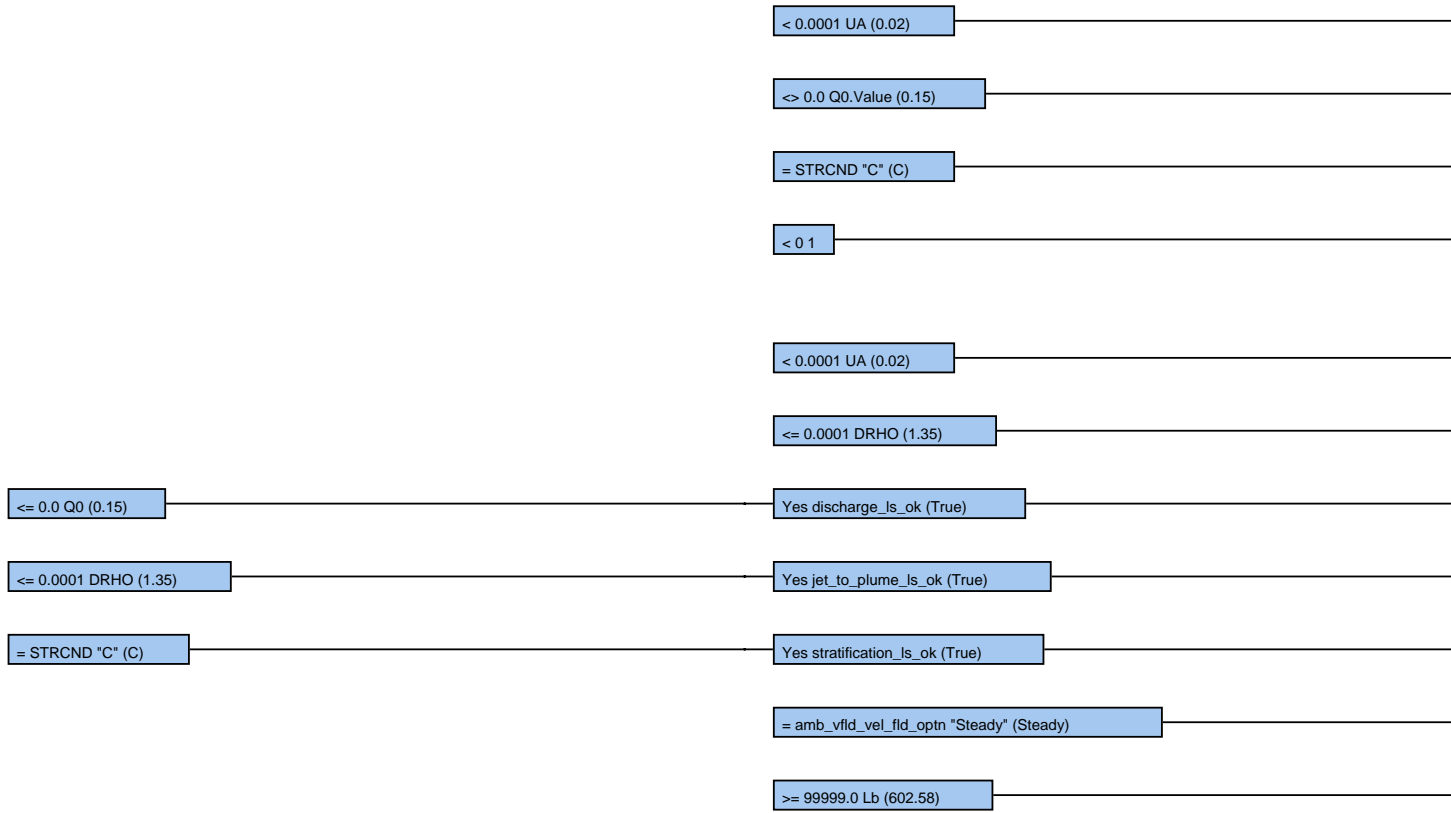 < 0.0001 UA (0.02)
<> 0.0 Q0.Value (0.15)
= STRCND "C" (C)
< 0 1
< 0.0001 UA (0.02)
<= 0.0001 DRHO (1.35)
<= 0.0 Q0 (0.15)
Yes discharge_ls_ok (True)
<= 0.0001 DRHO (1.35)
Yes jet_to_plume_ls_ok (True)
= STRCND "C" (C)
Yes stratification_ls_ok (True)
= amb_vfld_vel_fld_optn "Steady" (Steady)
>= 99999.0 Lb (602.58)